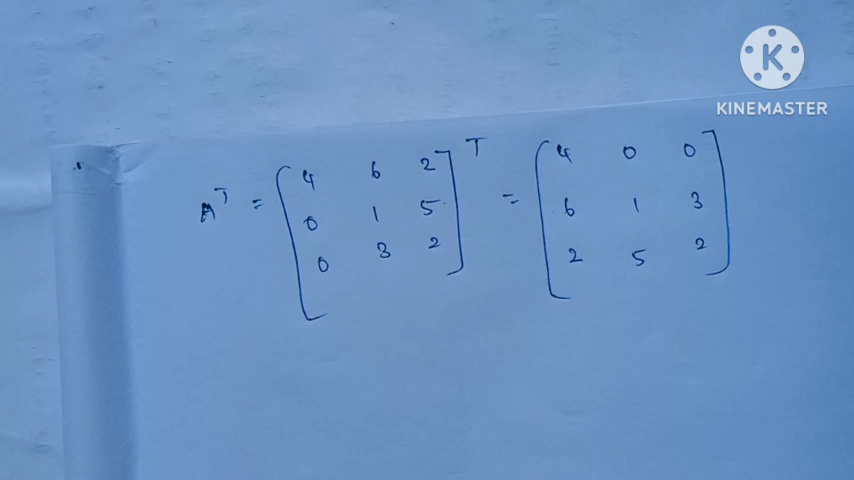 K
KINEMASTER
A^T = [4 6 2]^T = [4 0 0]
[0 1 5] [6 1 3]
[0 3 2] [2 5 2]